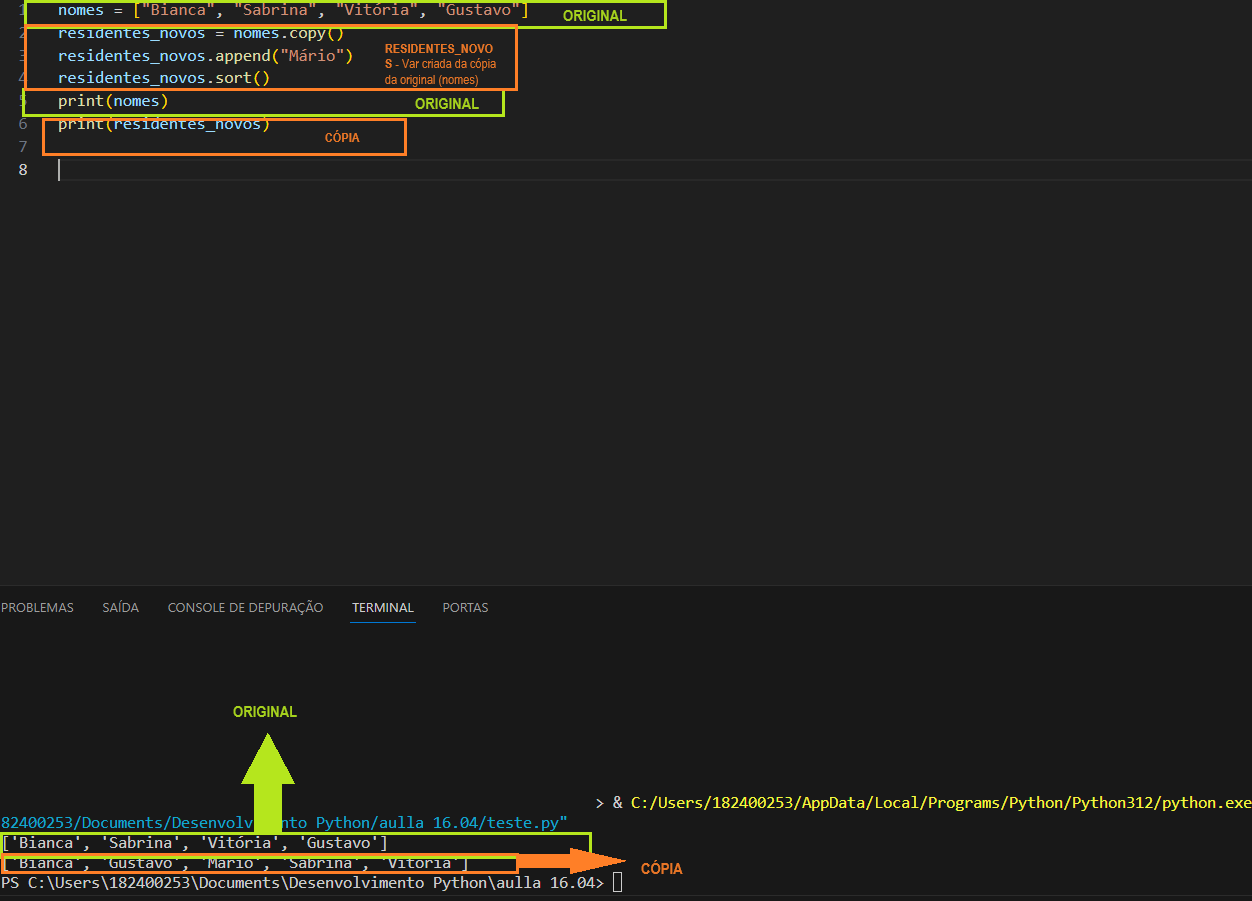 1 nomes = ["Bianca", "Sabrina", "Vitória", "Gustavo"] ORIGINAL
2 residentes_novos = nomes.copy()
3 residentes_novos.append("Mário") RESIDENTES_NOVO
S - Var criada da cópia
4 residentes_novos.sort() da original (nomes)
5 print(nomes) ORIGINAL
6 print(residentes_novos) CÓPIA
7
8
PROBLEMAS SAÍDA CONSOLE DE DEPURAÇÃO TERMINAL PORTAS
ORIGINAL
> & C:/Users/182400253/AppData/Local/Programs/Python/Python312/python.exe
82400253/Documents/Desenvolvimento Python/aulla 16.04/teste.py"
['Bianca', 'Sabrina', 'Vitória', 'Gustavo']
['Bianca', 'Gustavo', 'Mário', 'Sabrina', 'Vitória'] CÓPIA
PS C:\Users\182400253\Documents\Desenvolvimento Python\aulla 16.04>